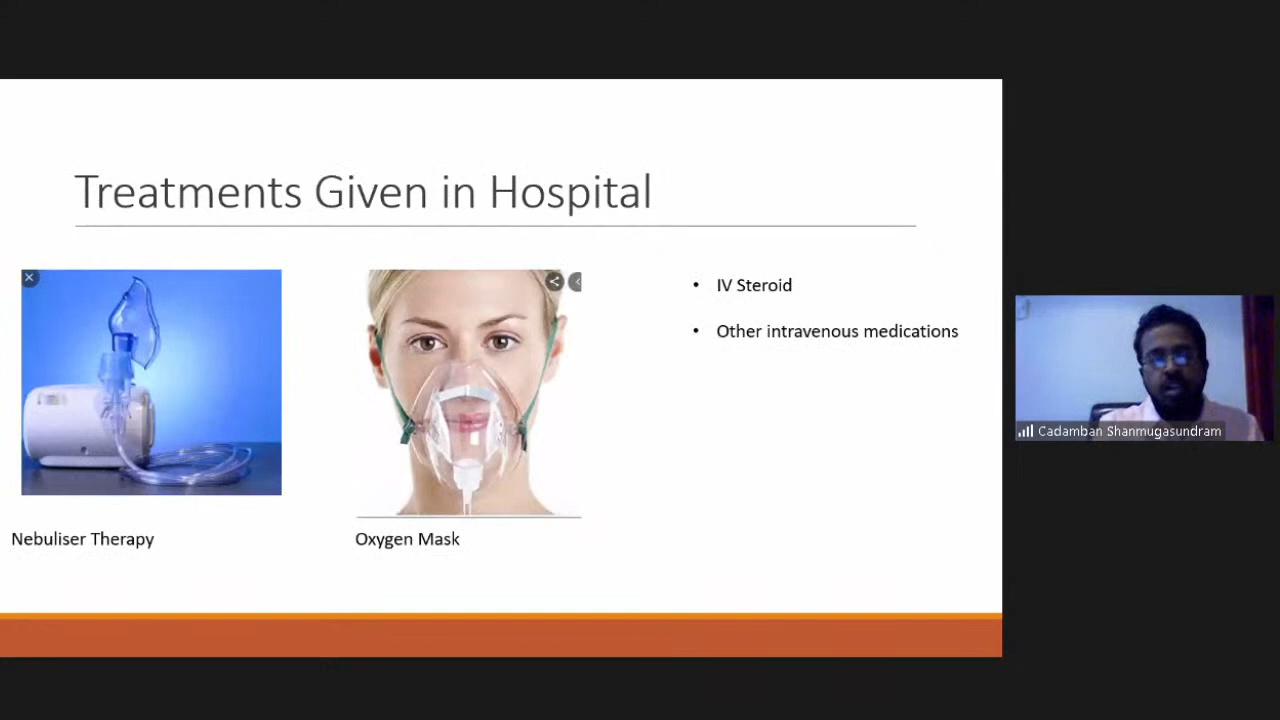 Treatments Given in Hospital
• IV Steroid
• Other intravenous medications
Nebuliser Therapy
Oxygen Mask
Cadamban Shanmugasundram